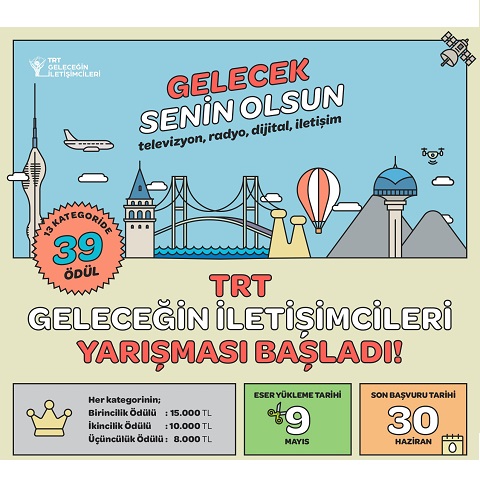 TRT
GELECEĞİN
İLETİŞİMCİLERİ
GELECEK
SENİN OLSUN
televizyon, radyo, dijital, iletişim
13 KATEGORİDE
39
ÖDÜL
TRT
GELECEĞİN İLETİŞİMCİLERİ
YARIŞMASI BAŞLADI!
Her kategorinin;
Birincilik Ödülü : 15.000 TL
İkincilik Ödülü : 10.000 TL
Üçüncülük Ödülü : 8.000 TL
ESER YÜKLEME TARİHİ
9
MAYIS
SON BAŞVURU TARİHİ
30
HAZİRAN
0